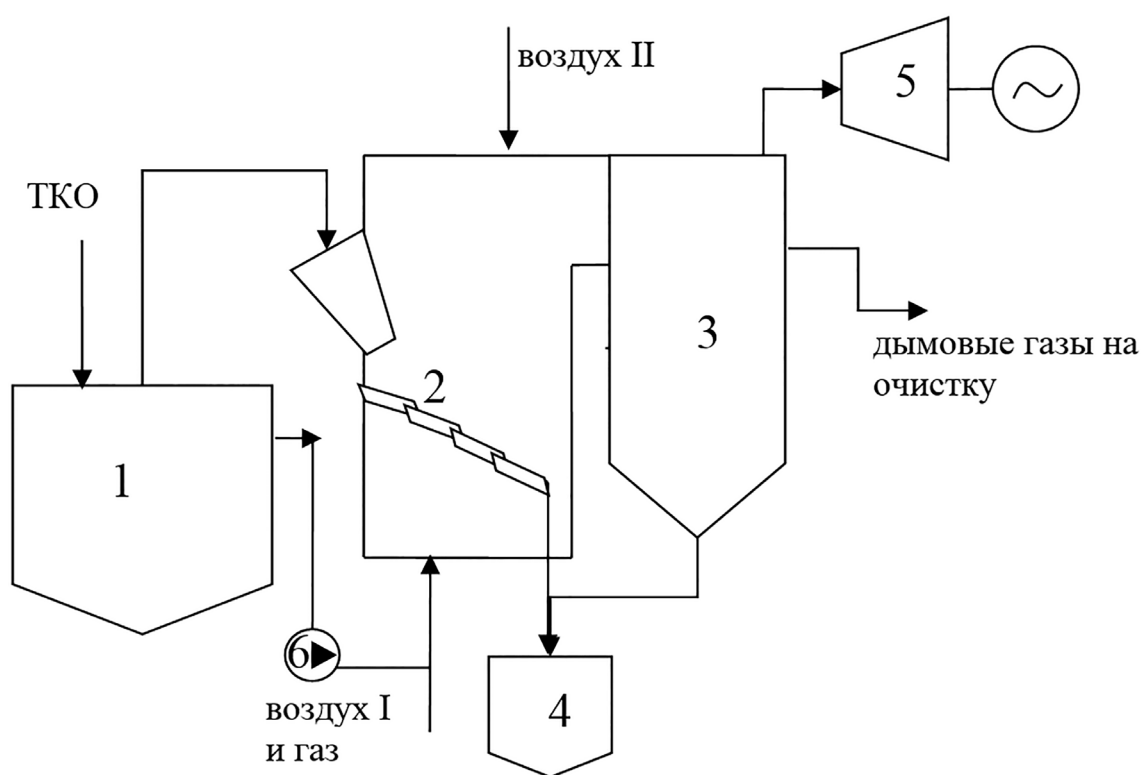 воздух II
5
ТКО
2
3
дымовые газы на
очистку
1
6
воздух I
и газ
4